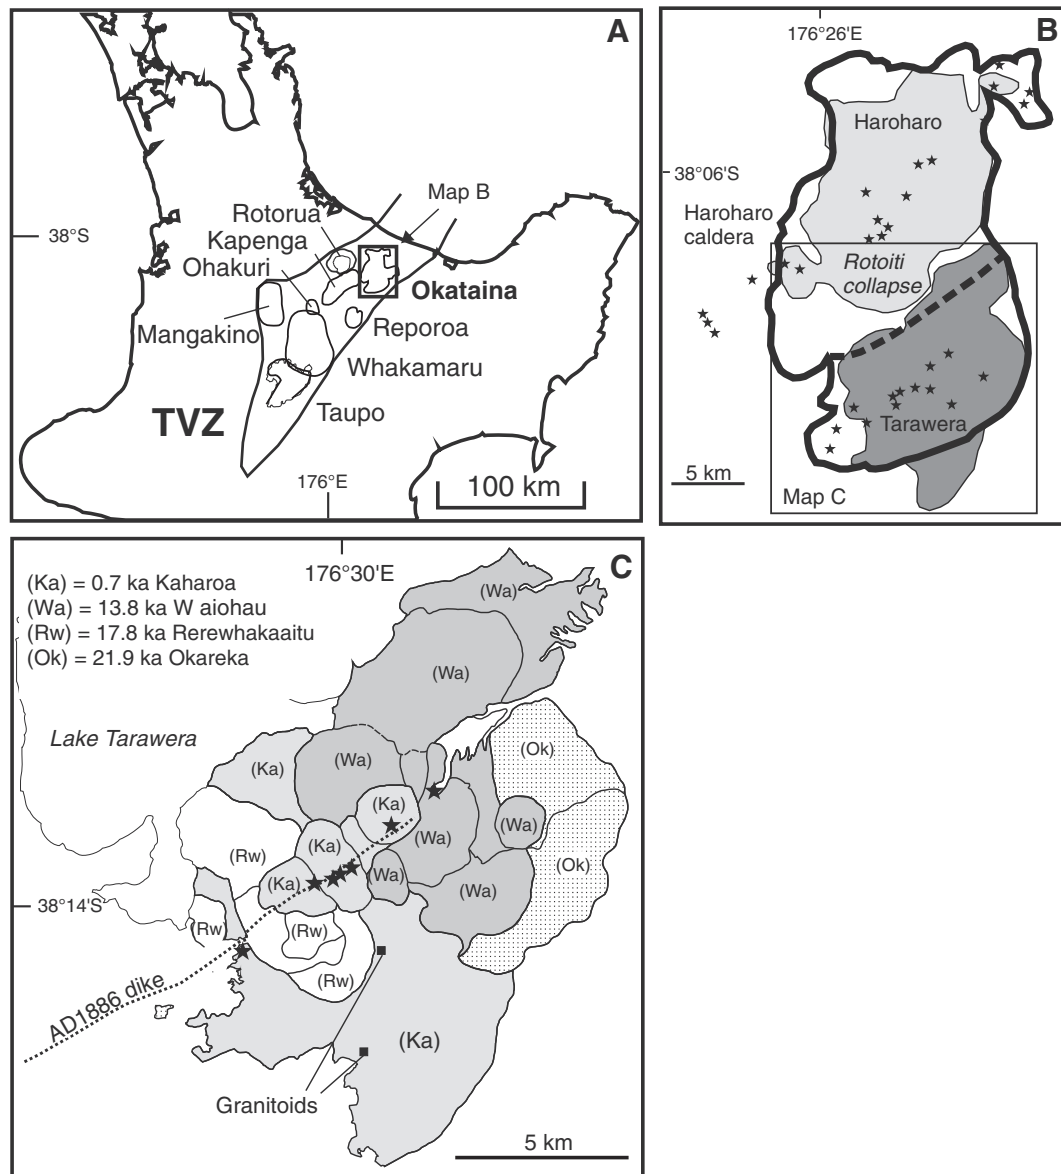 A
38°S
Rotorua
Kapenga
Ohakuri
Map B
Okataina
Mangakino
Reporoa
Whakamaru
Taupo
TVZ
176°E
100 km
176°26'E
B
Haroharo
38°06'S
Haroharo
caldera
Rotoiti
collapse
Tarawera
5 km
Map C
176°30'E
C
(Ka) = 0.7 ka Kaharoa
(Wa) = 13.8 ka W aiohau
(Rw) = 17.8 ka Rerewhakaaitu
(Ok) = 21.9 ka Okareka
(Wa)
(Wa)
Lake Tarawera
(Ok)
(Ka)
(Wa)
(Ka)
(Wa)
(Wa)
(Ka)
(Rw)
(Ok)
(Ka)
(Wa)
(Wa)
38°14'S
(Rw)
(Rw)
(Rw)
AD1886 dike
(Ka)
Granitoids
5 km